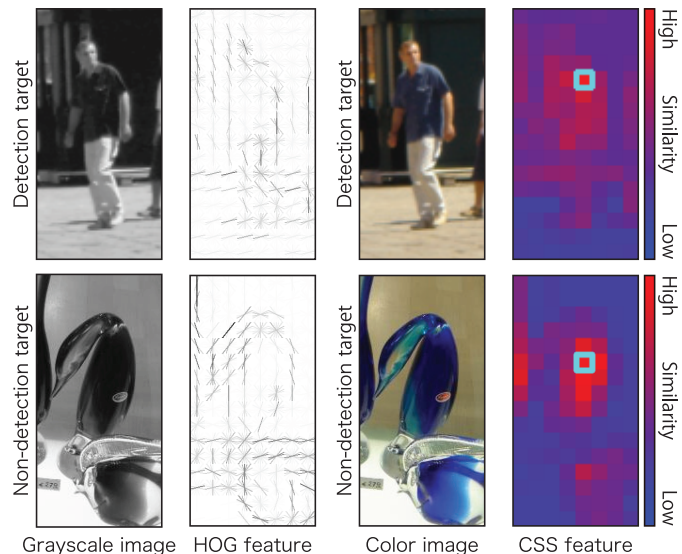 Detection target
Detection target
High
Similarity
Low
Non-detection target
Non-detection target
High
Similarity
Low
Grayscale image
HOG feature
Color image
CSS feature